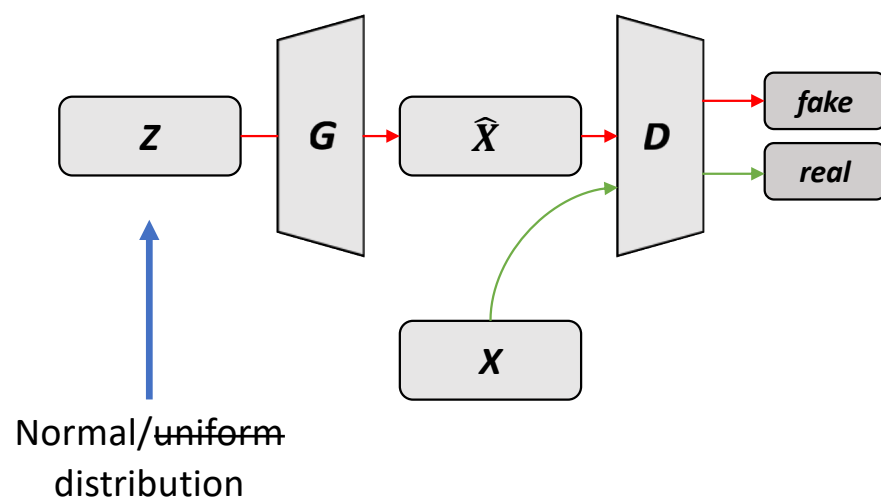 Z
G
X̂
D
fake
real
X
Normal/uniform
distribution